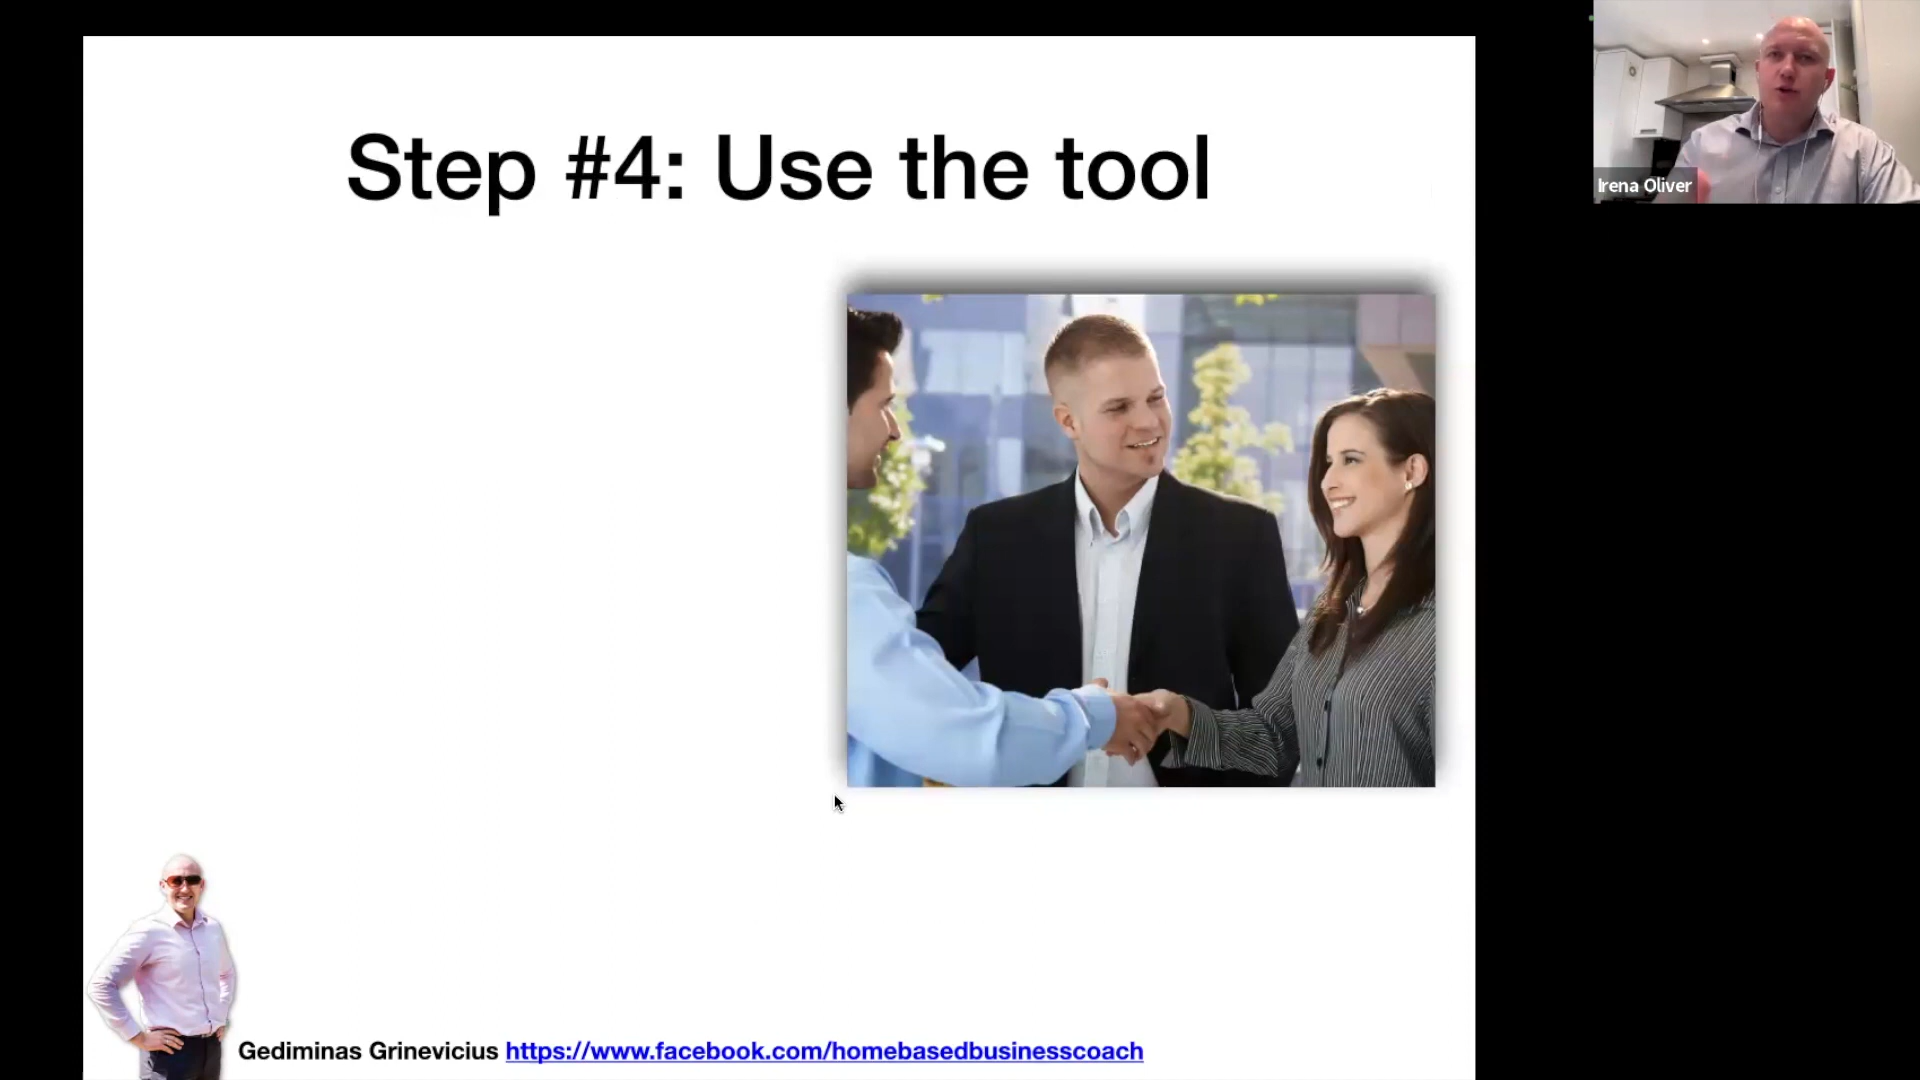 Step #4: Use the tool
Irena Oliver
Gediminas Grinevicius https://www.facebook.com/homebasedbusinesscoach